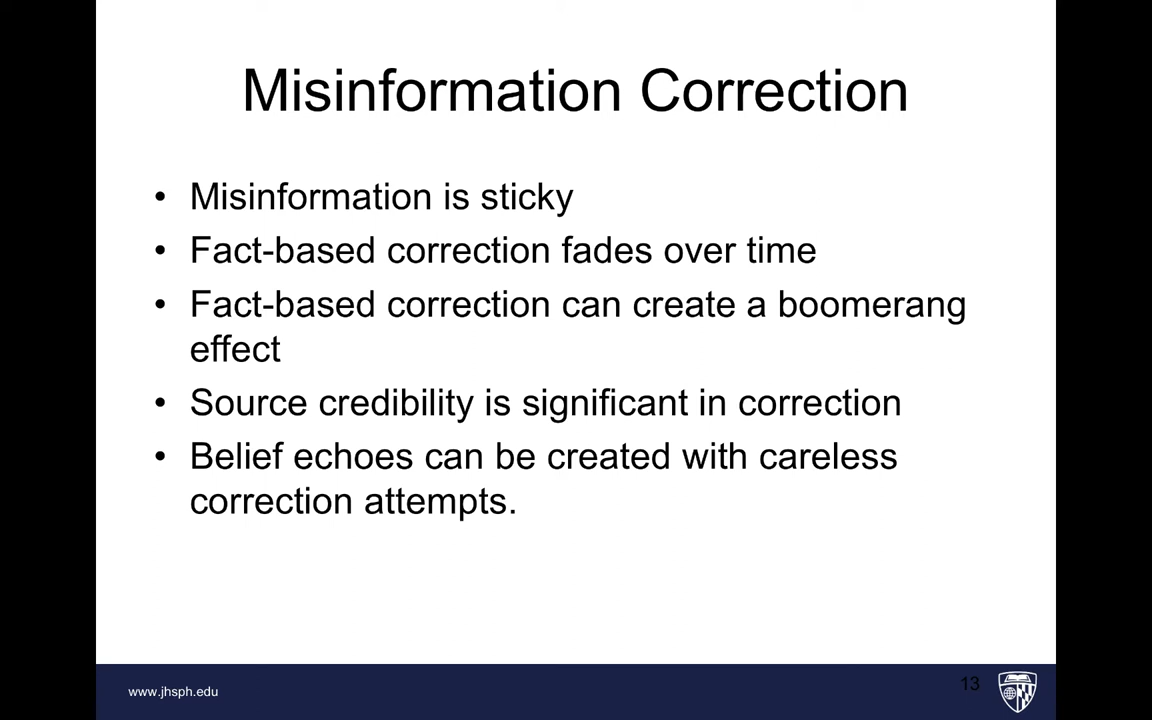 Misinformation Correction
• Misinformation is sticky
• Fact-based correction fades over time
• Fact-based correction can create a boomerang
effect
• Source credibility is significant in correction
• Belief echoes can be created with careless
correction attempts.
www.jhsph.edu
13